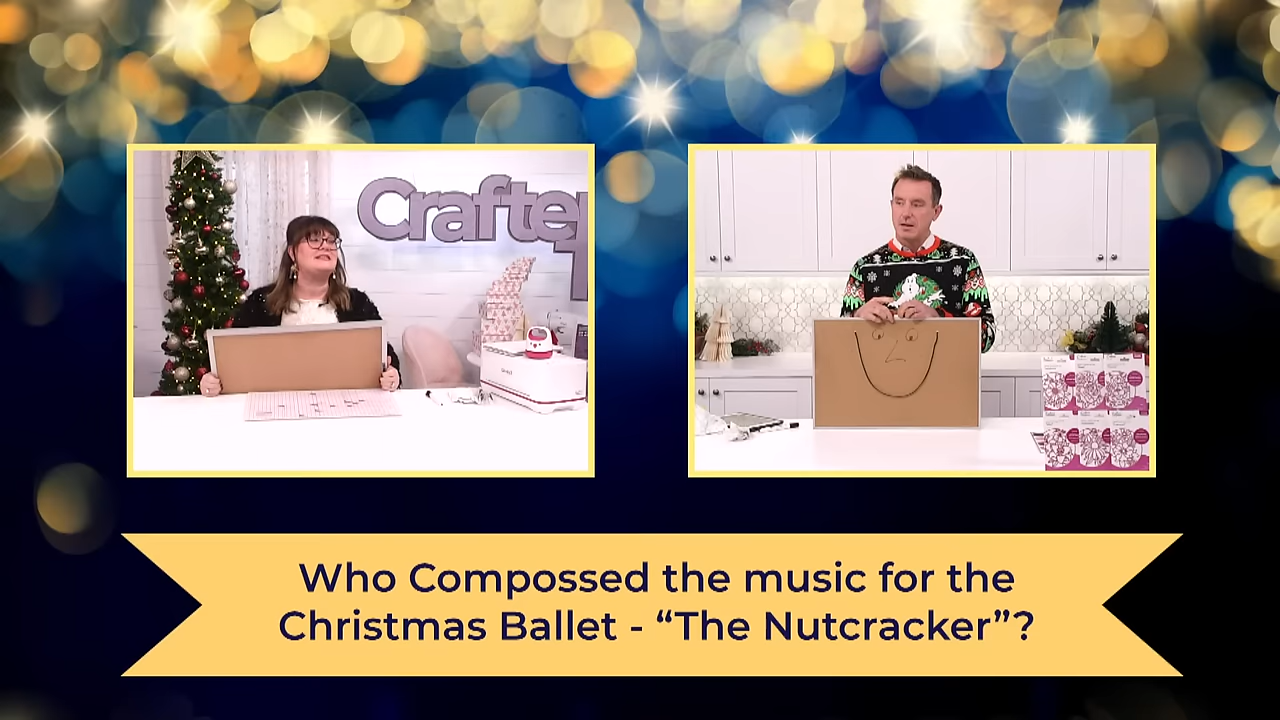 Crafte
Who Compossed the music for the
Christmas Ballet - “The Nutcracker”?